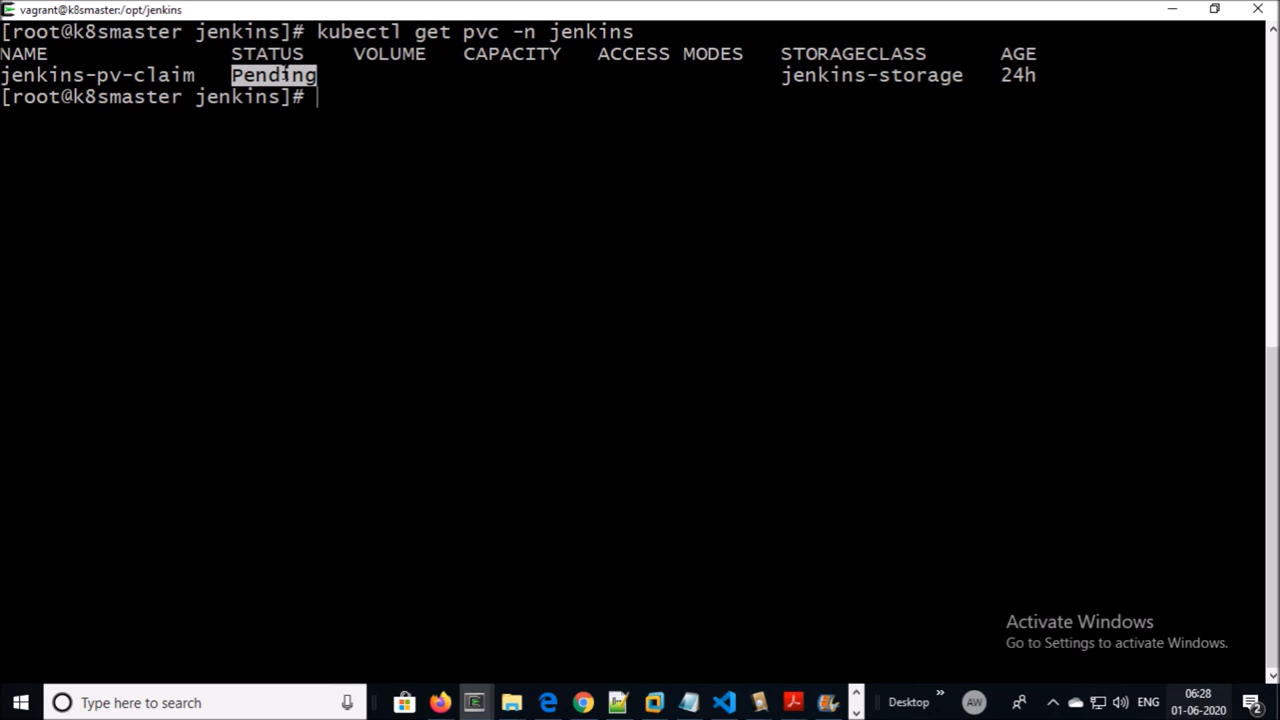 vagrant@k8smaster:/opt/jenkins
[root@k8smaster jenkins]# kubectl get pvc -n jenkins
NAME STATUS VOLUME CAPACITY ACCESS MODES STORAGECLASS AGE
jenkins-pv-claim Pending jenkins-storage 24h
[root@k8smaster jenkins]#
Activate Windows
Go to Settings to activate Windows.
Type here to search
Desktop
AW
ENG
06:28
01-06-2020
2